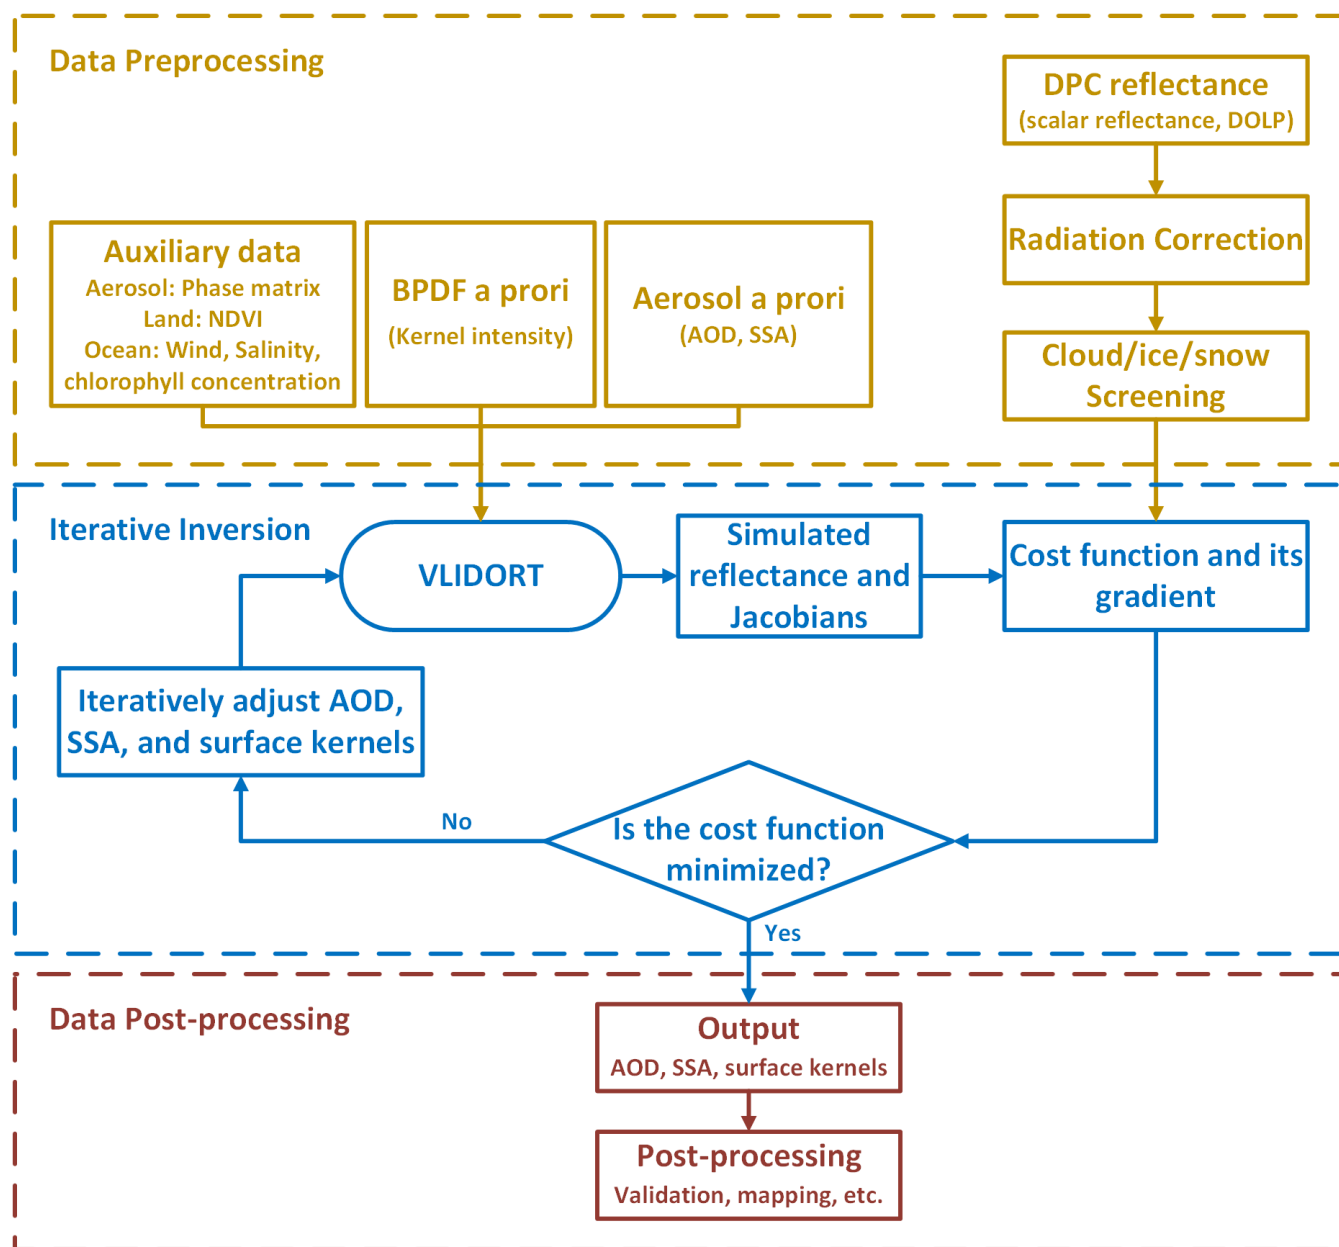 Data Preprocessing
DPC reflectance
(scalar reflectance, DOLP)
Radiation Correction
Cloud/ice/snow
Screening
Auxiliary data
Aerosol: Phase matrix
Land: NDVI
Ocean: Wind, Salinity,
chlorophyll concentration
BPDF a prori
(Kernel intensity)
Aerosol a prori
(AOD, SSA)
Iterative Inversion
VLIDORT
Simulated
reflectance and
Jacobians
Cost function and its
gradient
Iteratively adjust AOD,
SSA, and surface kernels
No
Is the cost function
minimized?
Yes
Data Post-processing
Output
AOD, SSA, surface kernels
Post-processing
Validation, mapping, etc.